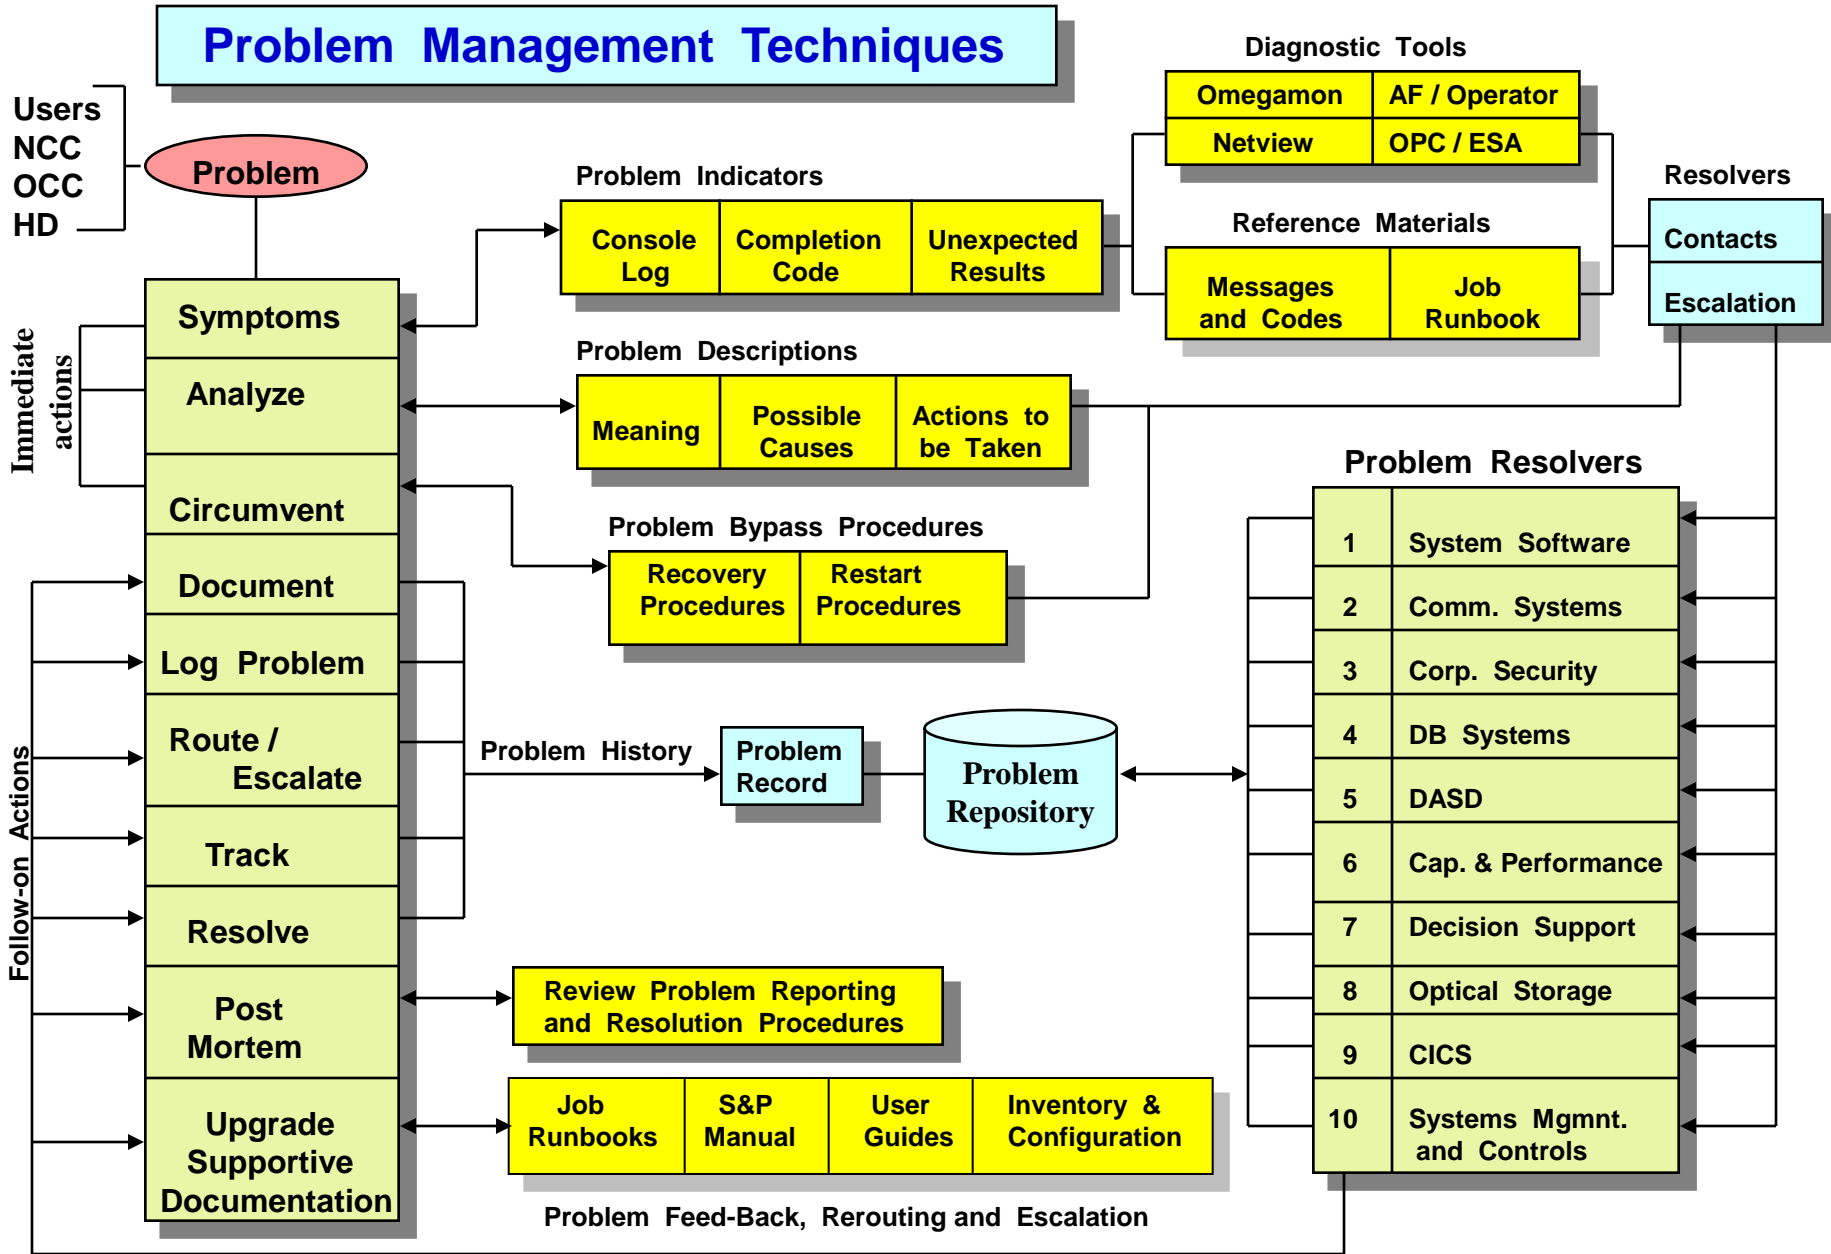 Problem Management Techniques
Users
NCC
OCC
HD
Problem
Immediate
actions
Follow-on Actions
Symptoms
Analyze
Circumvent
Document
Log Problem
Route /
Escalate
Track
Resolve
Post
Mortem
Upgrade
Supportive
Documentation
Problem Indicators
Console
Log
Completion
Code
Unexpected
Results
Problem Descriptions
Meaning
Possible
Causes
Actions to
be Taken
Problem Bypass Procedures
Recovery
Procedures
Restart
Procedures
Problem History
Problem
Record
Problem
Repository
Review Problem Reporting
and Resolution Procedures
Job
Runbooks
S&P
Manual
User
Guides
Inventory &
Configuration
Problem Feed-Back, Rerouting and Escalation
Diagnostic Tools
Omegamon
AF / Operator
Netview
OPC / ESA
Reference Materials
Messages
and Codes
Job
Runbook
Resolvers
Contacts
Escalation
Problem Resolvers
1 System Software
2 Comm. Systems
3 Corp. Security
4 DB Systems
5 DASD
6 Cap. & Performance
7 Decision Support
8 Optical Storage
9 CICS
10 Systems Mgmnt.
and Controls